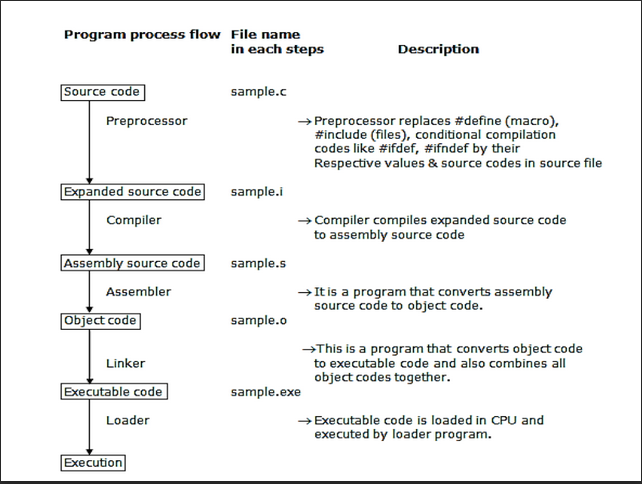 Program process flow
File name
in each steps
Description
Source code
sample.c
Preprocessor
→Preprocessor replaces #define (macro),
#include (files), conditional compilation
codes like #ifdef, #ifndef by their
Respective values & source codes in source file
Expanded source code
sample.i
Compiler
→Compiler compiles expanded source code
to assembly source code
Assembly source code
sample.s
Assembler
→It is a program that converts assembly
source code to object code.
Object code
sample.o
Linker
→This is a program that converts object code
to executable code and also combines all
object codes together.
Executable code
sample.exe
Loader
→Executable code is loaded in CPU and
executed by loader program.
Execution